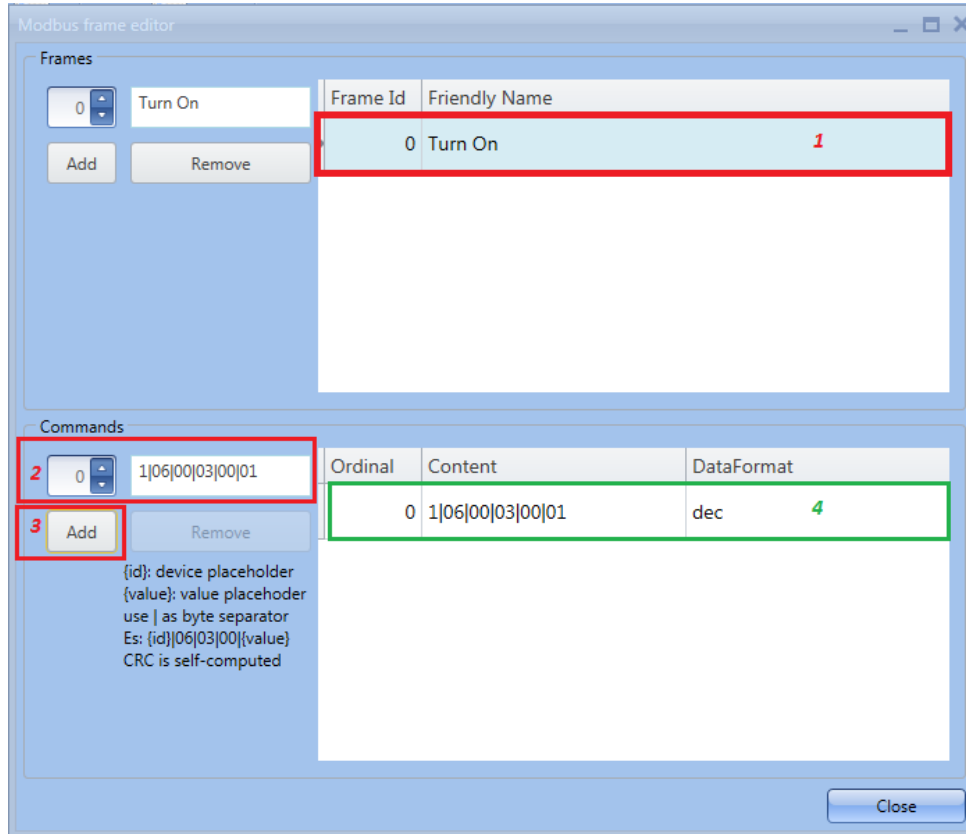 Modbus frame editor
Frames
0
Turn On
Frame Id Friendly Name
0 Turn On 1
Add Remove
Commands
2 0 1|06|00|03|00|01
Ordinal Content DataFormat
0 1|06|00|03|00|01 dec 4
3 Add Remove
{id}: device placeholder
{value}: value placehoder
use | as byte separator
Es: {id}|06|03|00|{value}
CRC is self-computed
Close